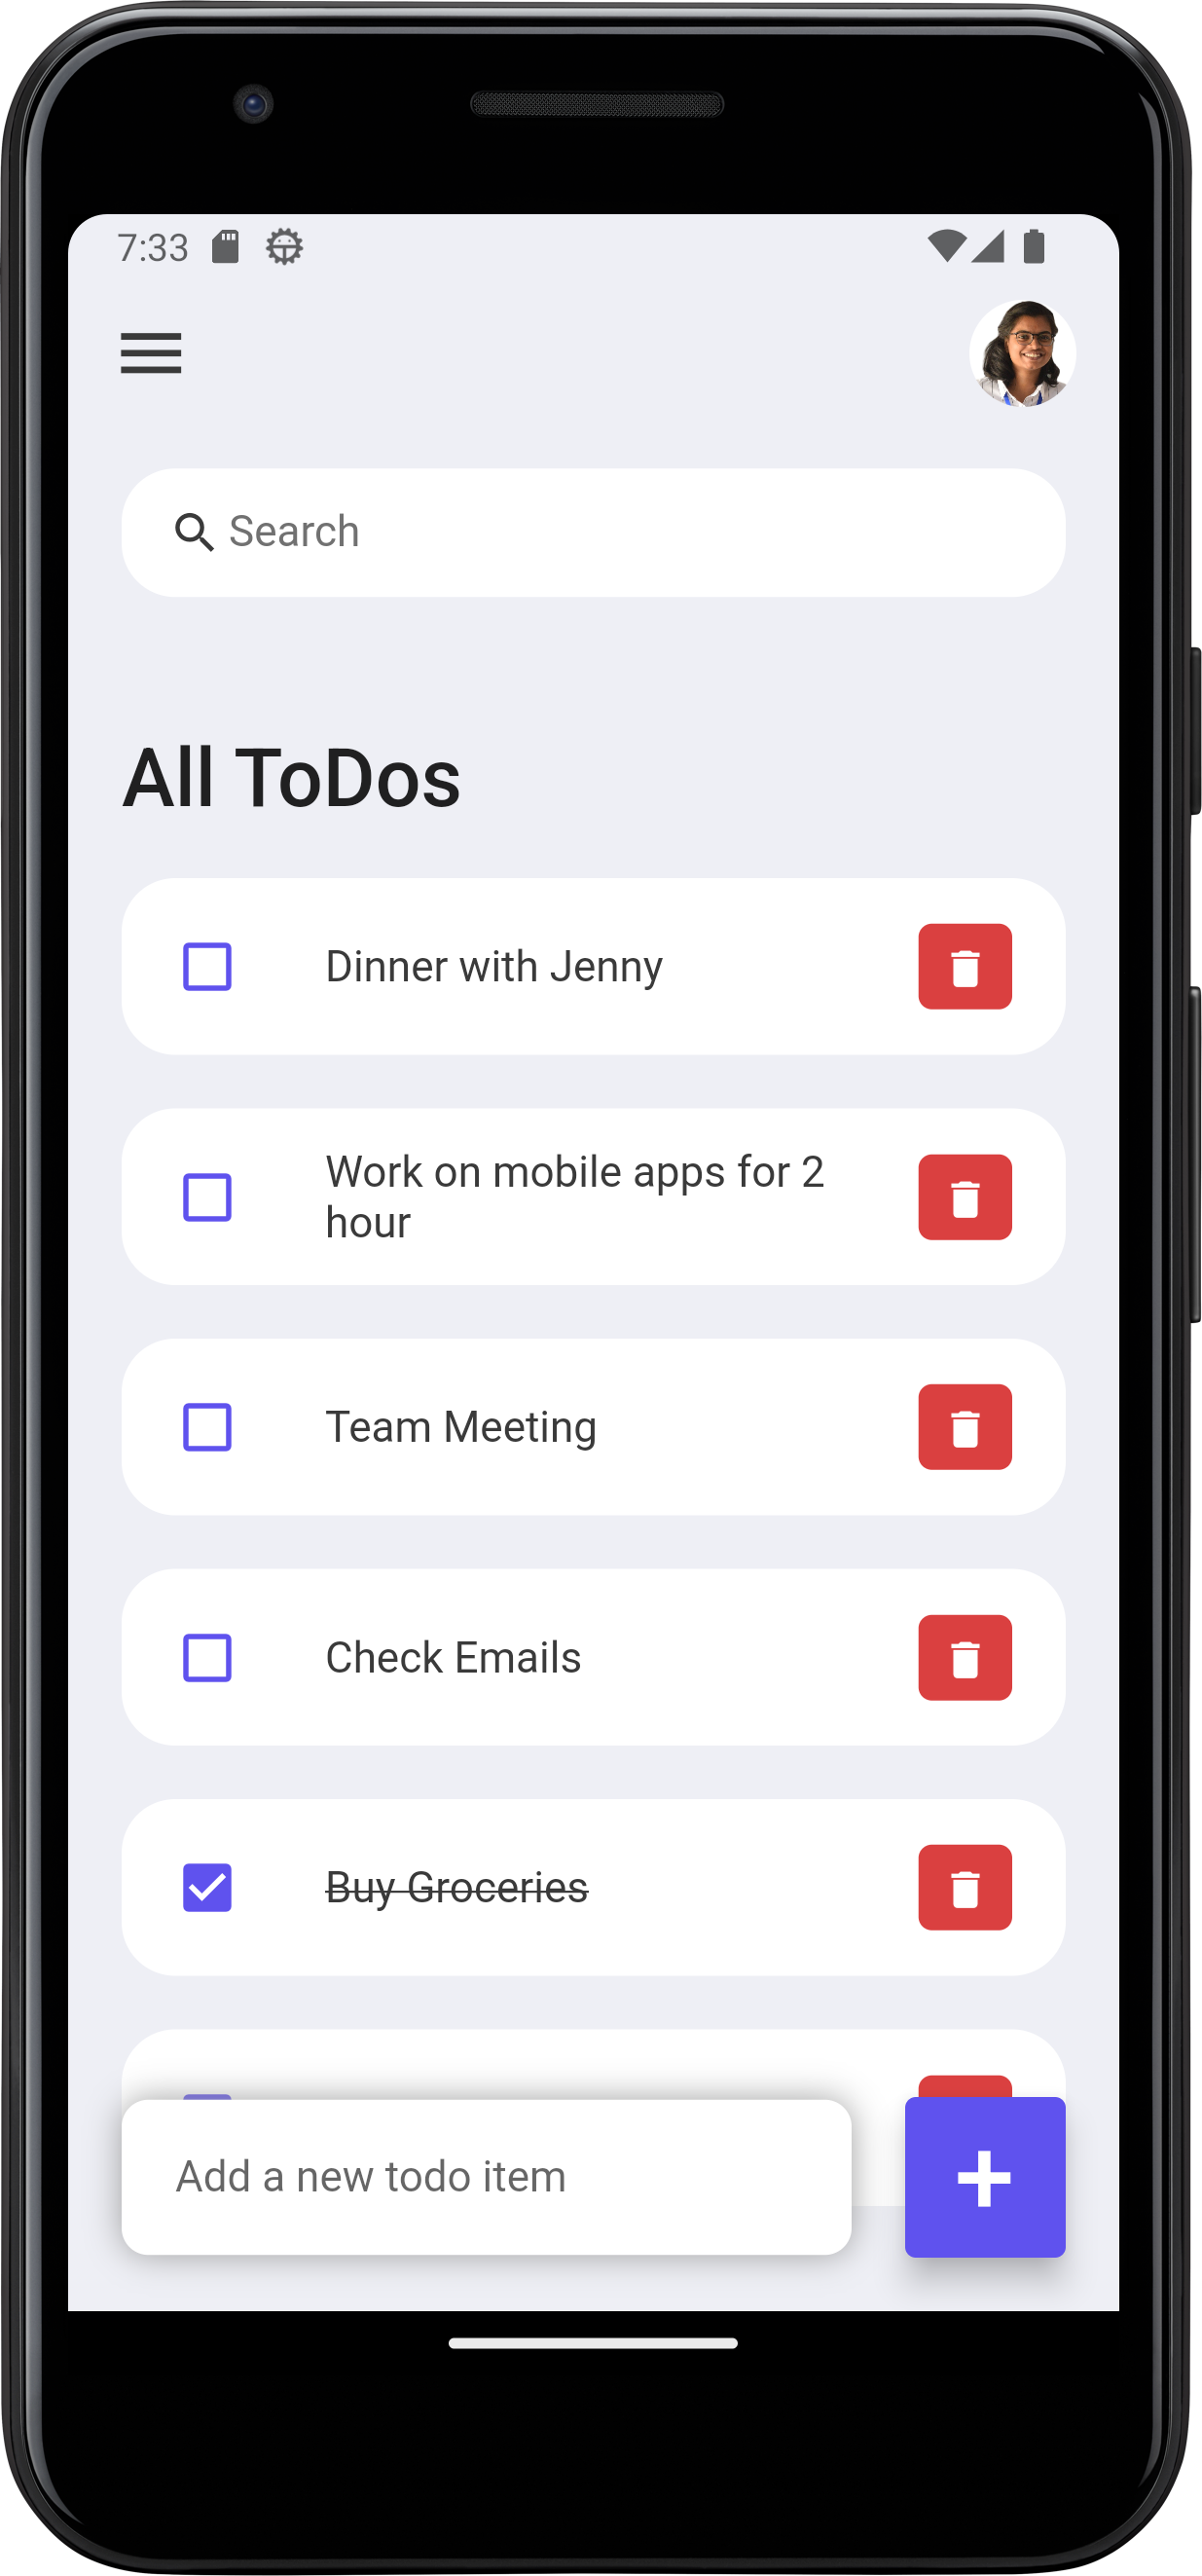 7:33
Search
All ToDos
Dinner with Jenny
Work on mobile apps for 2
hour
Team Meeting
Check Emails
Buy Groceries
Add a new todo item